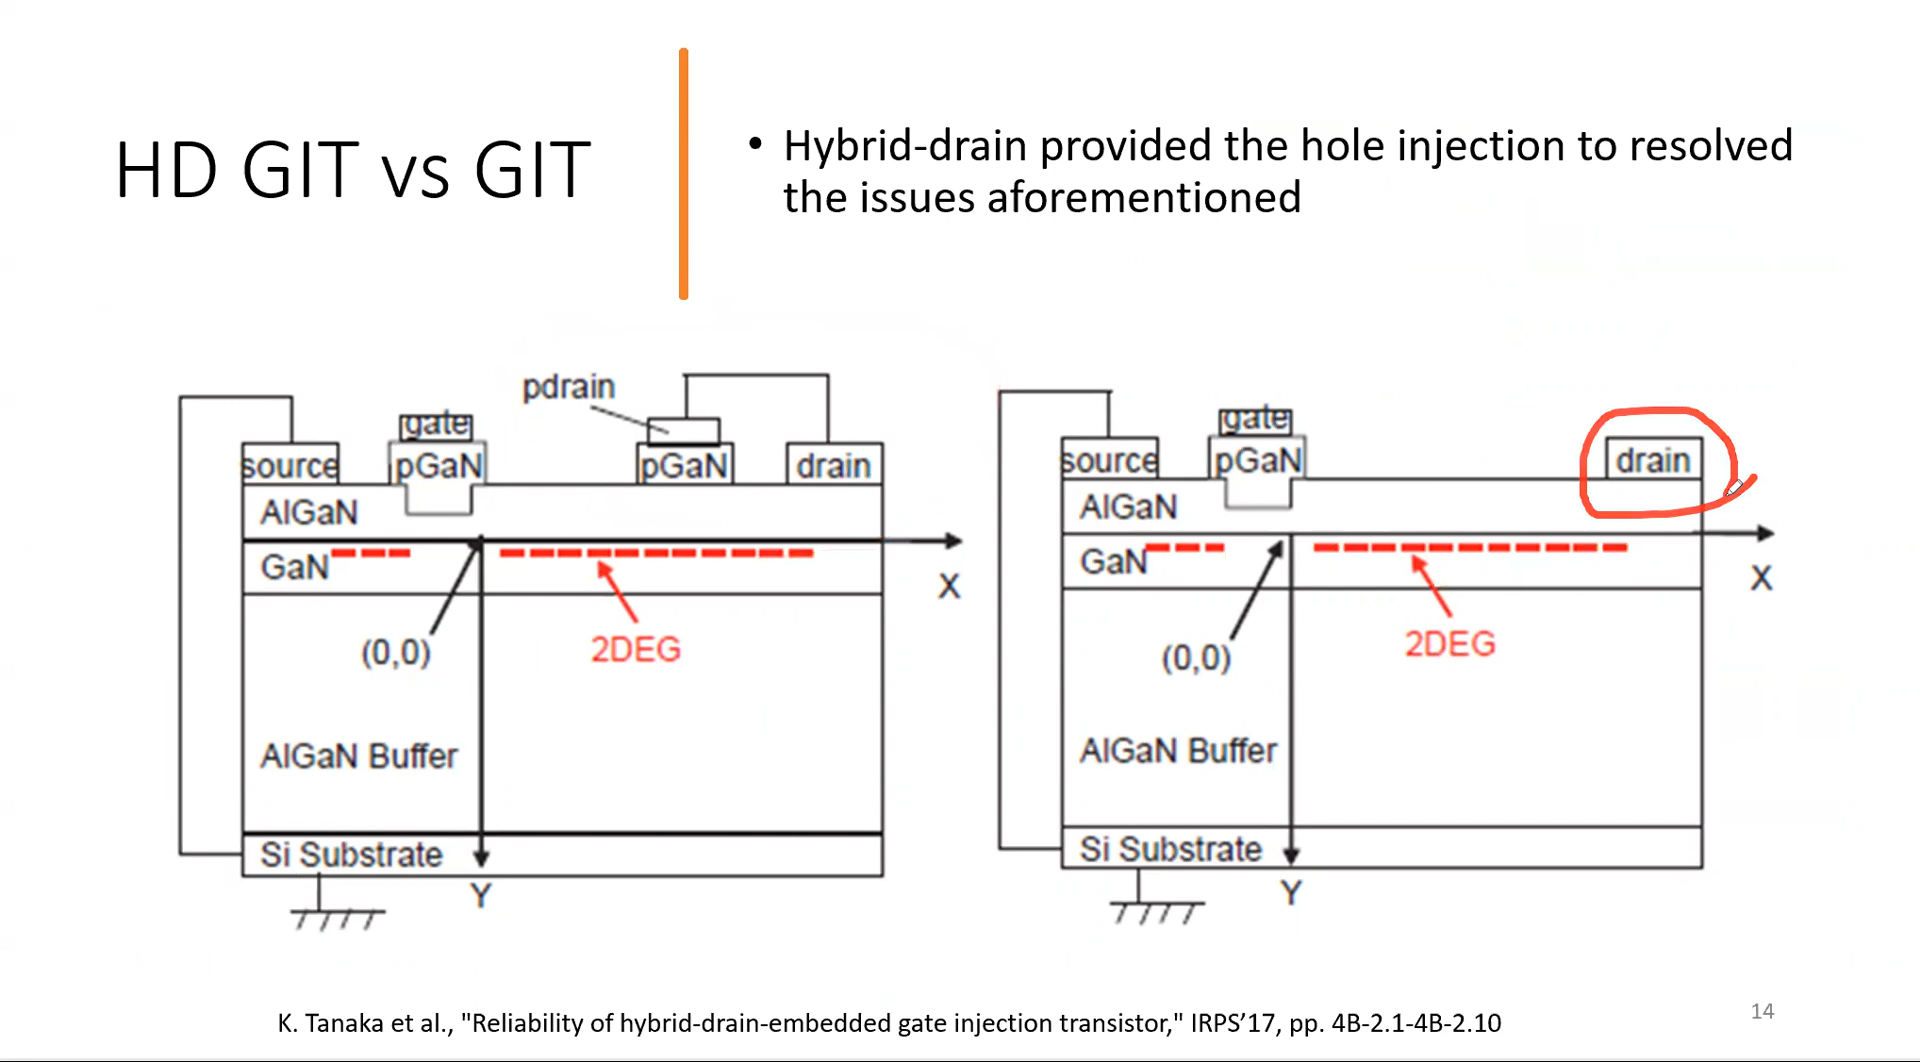 HD GIT vs GIT
• Hybrid-drain provided the hole injection to resolved
the issues aforementioned
pdrain
gate
source
pGaN
pGaN
drain
AlGaN
GaN
X
(0,0)
2DEG
AlGaN Buffer
Si Substrate
Y
gate
source
pGaN
drain
AlGaN
GaN
X
(0,0)
2DEG
AlGaN Buffer
Si Substrate
Y
K. Tanaka et al., "Reliability of hybrid-drain-embedded gate injection transistor," IRPS’17, pp. 4B-2.1-4B-2.10
14